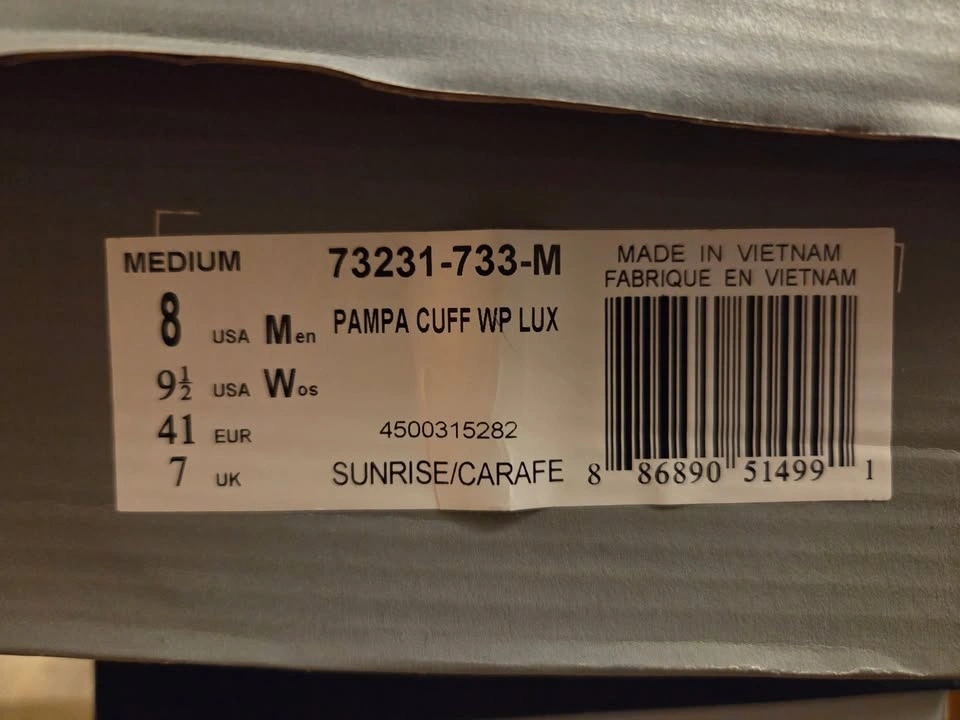 MEDIUM
8 USA Men
9½ USA Wos
41 EUR
7 UK
73231-733-M
PAMPA CUFF WP LUX
4500315282
SUNRISE/CARAFE
MADE IN VIETNAM
FABRIQUE EN VIETNAM
8 86890 51499 1